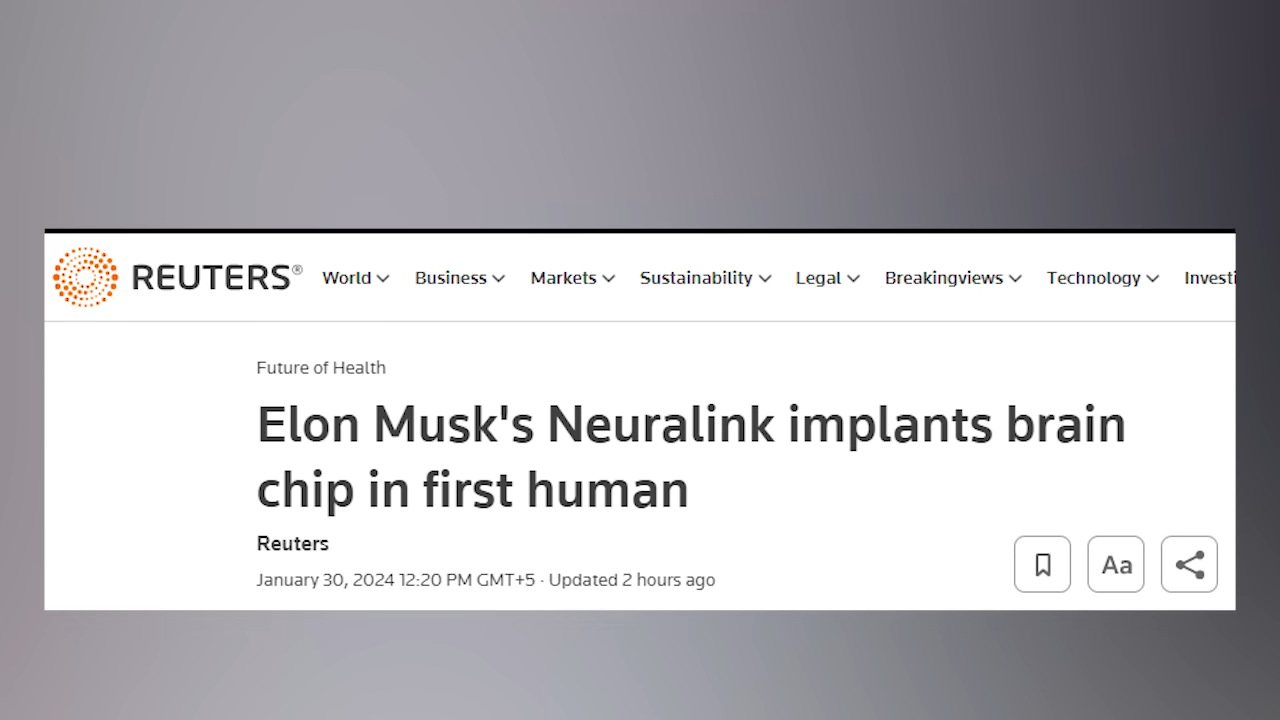 REUTERS® World Business Markets Sustainability Legal Breakingviews Technology Investi
Future of Health
Elon Musk's Neuralink implants brain
chip in first human
Reuters
January 30, 2024 12:20 PM GMT+5 · Updated 2 hours ago
Aa